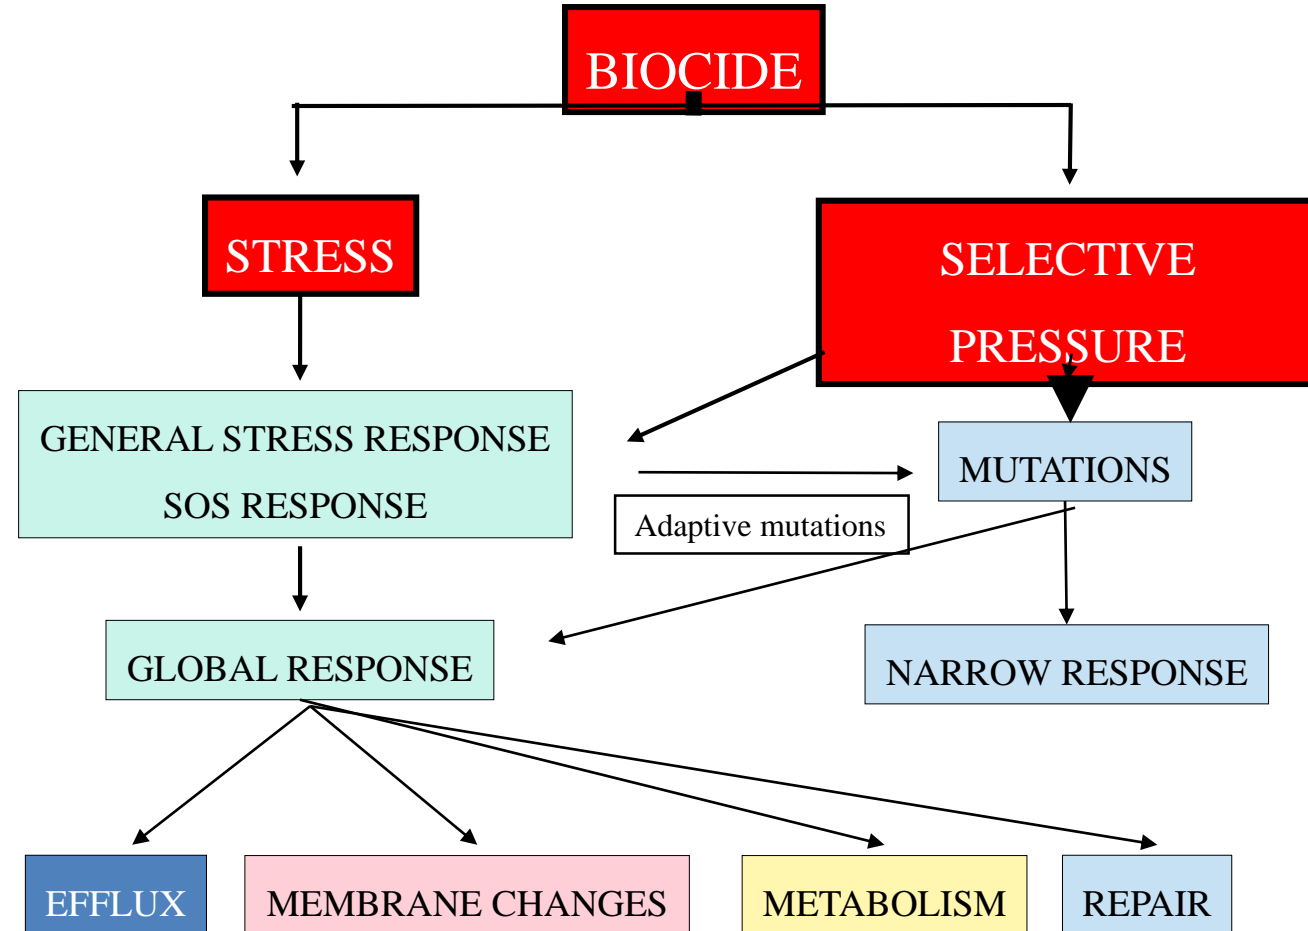 BIOCIDE
STRESS
SELECTIVE
PRESSURE
GENERAL STRESS RESPONSE
SOS RESPONSE
MUTATIONS
Adaptive mutations
GLOBAL RESPONSE
NARROW RESPONSE
EFFLUX
MEMBRANE CHANGES
METABOLISM
REPAIR